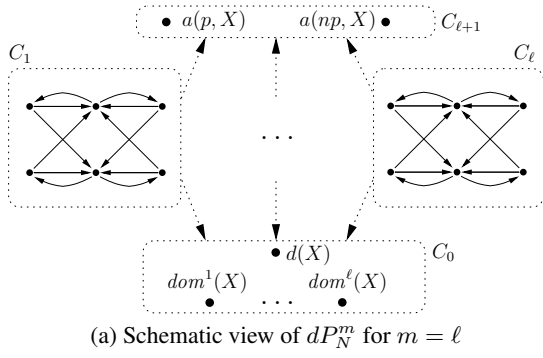 a(p, X) a(np, X) C_{ℓ+1}
C_1 C_ℓ
. . .
d(X) C_0
dom^1(X) . . . dom^ℓ(X)
(a) Schematic view of dP_N^m for m = ℓ